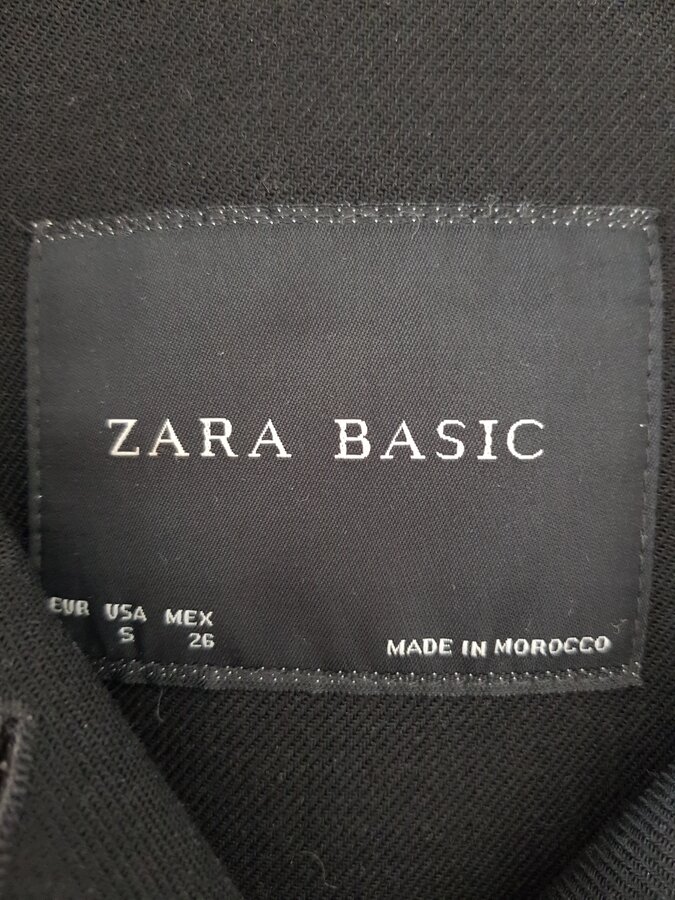 ZARA BASIC
EUR USA MEX
S 26
MADE IN MOROCCO